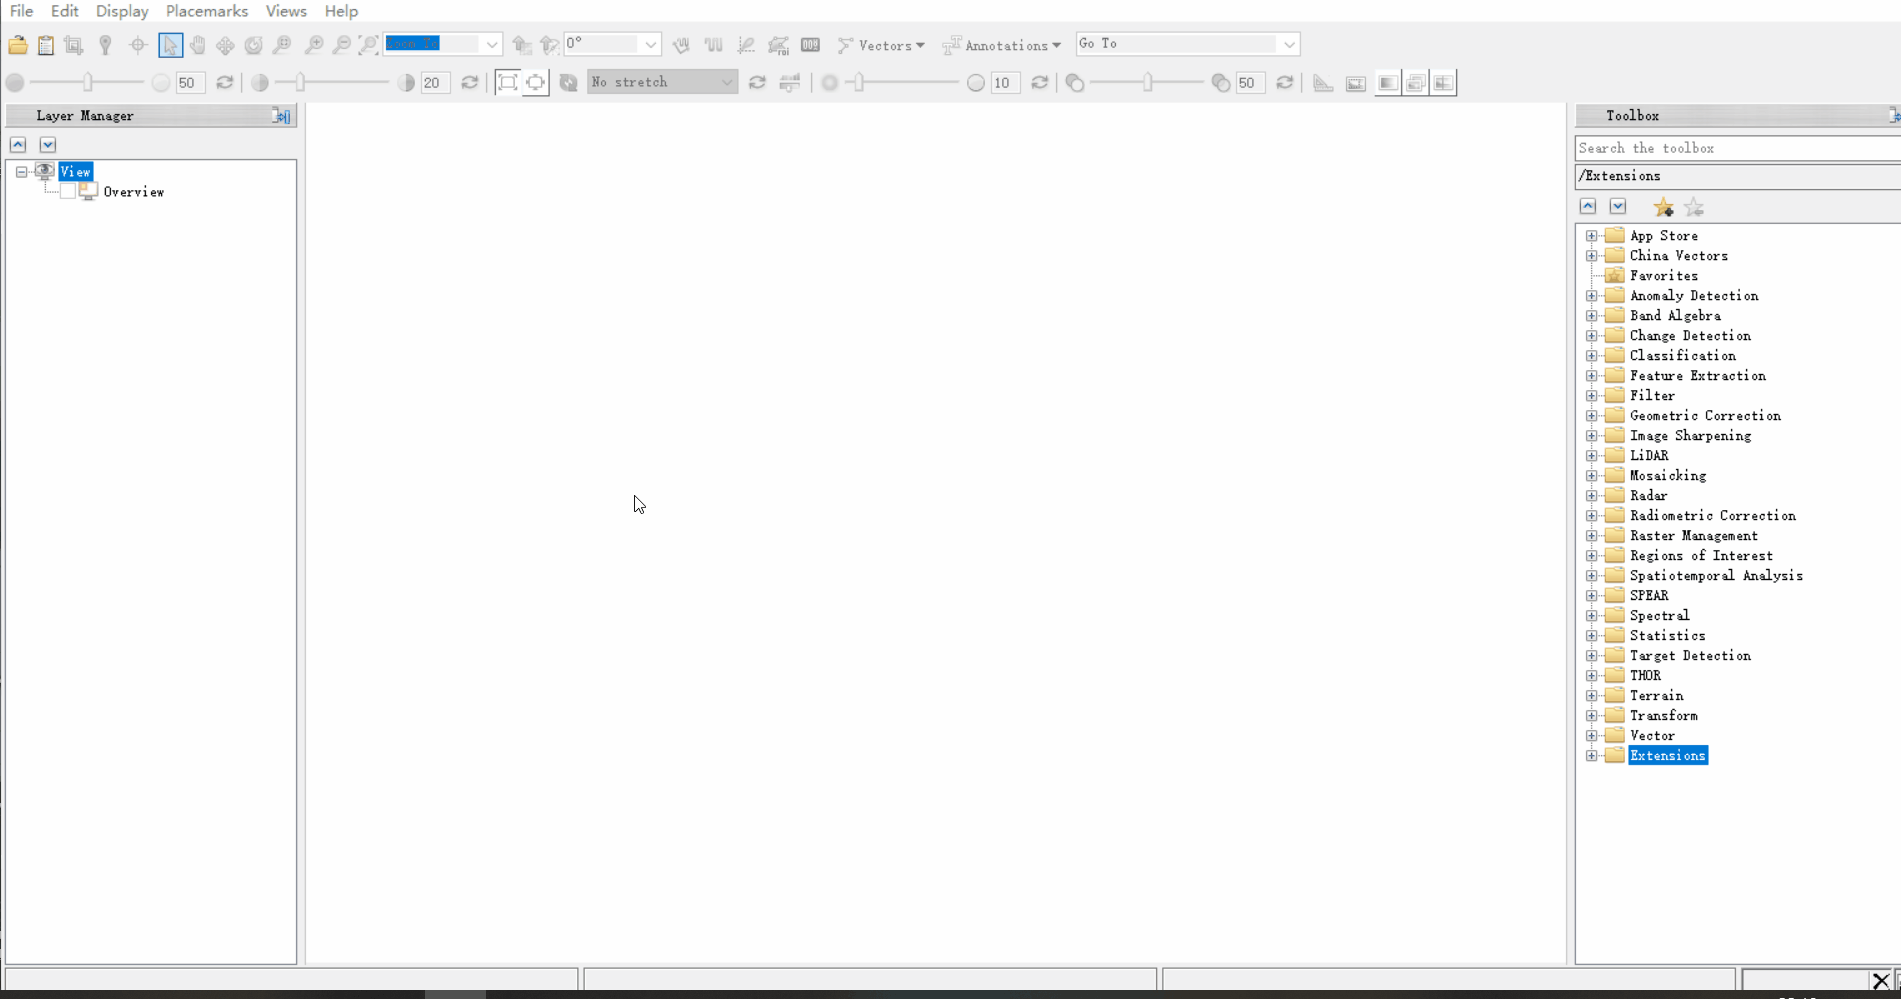 File Edit Display Placemarks Views Help
0° Vectors Annotations Go To
50 20 No stretch 10 50
Layer Manager
View
Overview
Toolbox
Search the toolbox
/Extensions
App Store
China Vectors
Favorites
Anomaly Detection
Band Algebra
Change Detection
Classification
Feature Extraction
Filter
Geometric Correction
Image Sharpening
LiDAR
Mosaicking
Radar
Radiometric Correction
Raster Management
Regions of Interest
Spatiotemporal Analysis
SPEAR
Spectral
Statistics
Target Detection
THOR
Terrain
Transform
Vector
Extensions